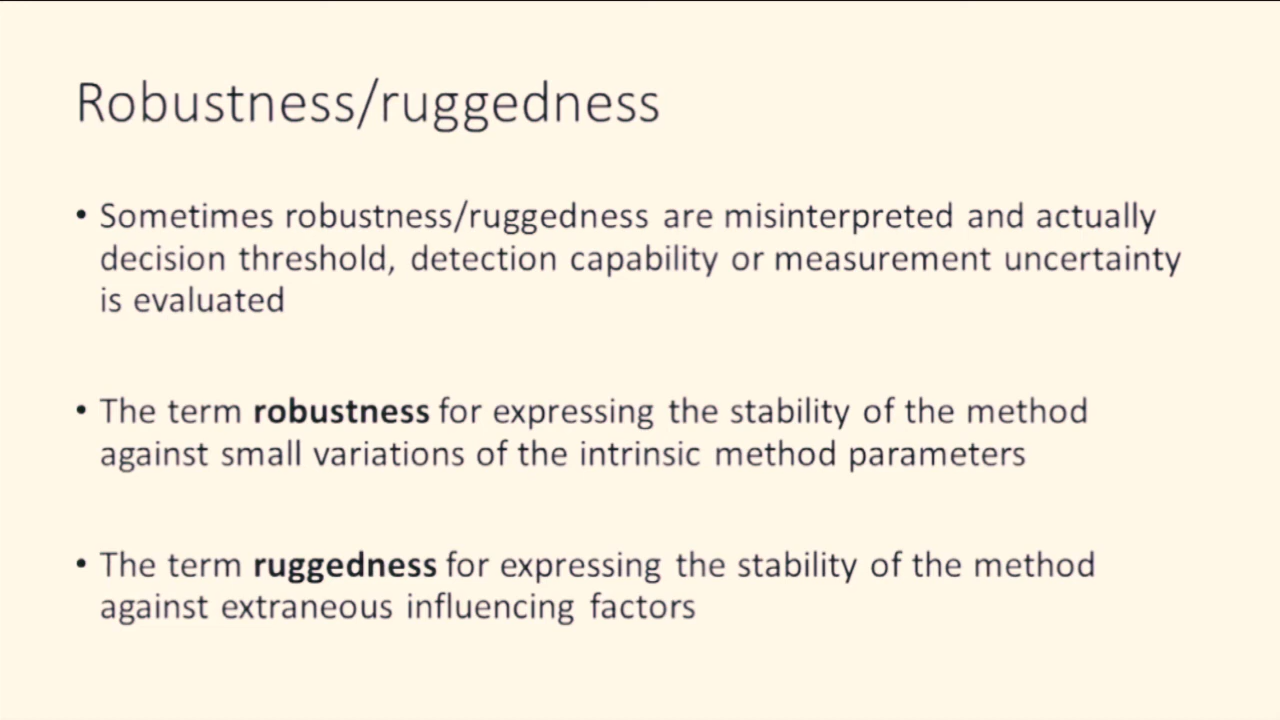 Robustness/ruggedness
• Sometimes robustness/ruggedness are misinterpreted and actually
decision threshold, detection capability or measurement uncertainty
is evaluated
• The term robustness for expressing the stability of the method
against small variations of the intrinsic method parameters
• The term ruggedness for expressing the stability of the method
against extraneous influencing factors